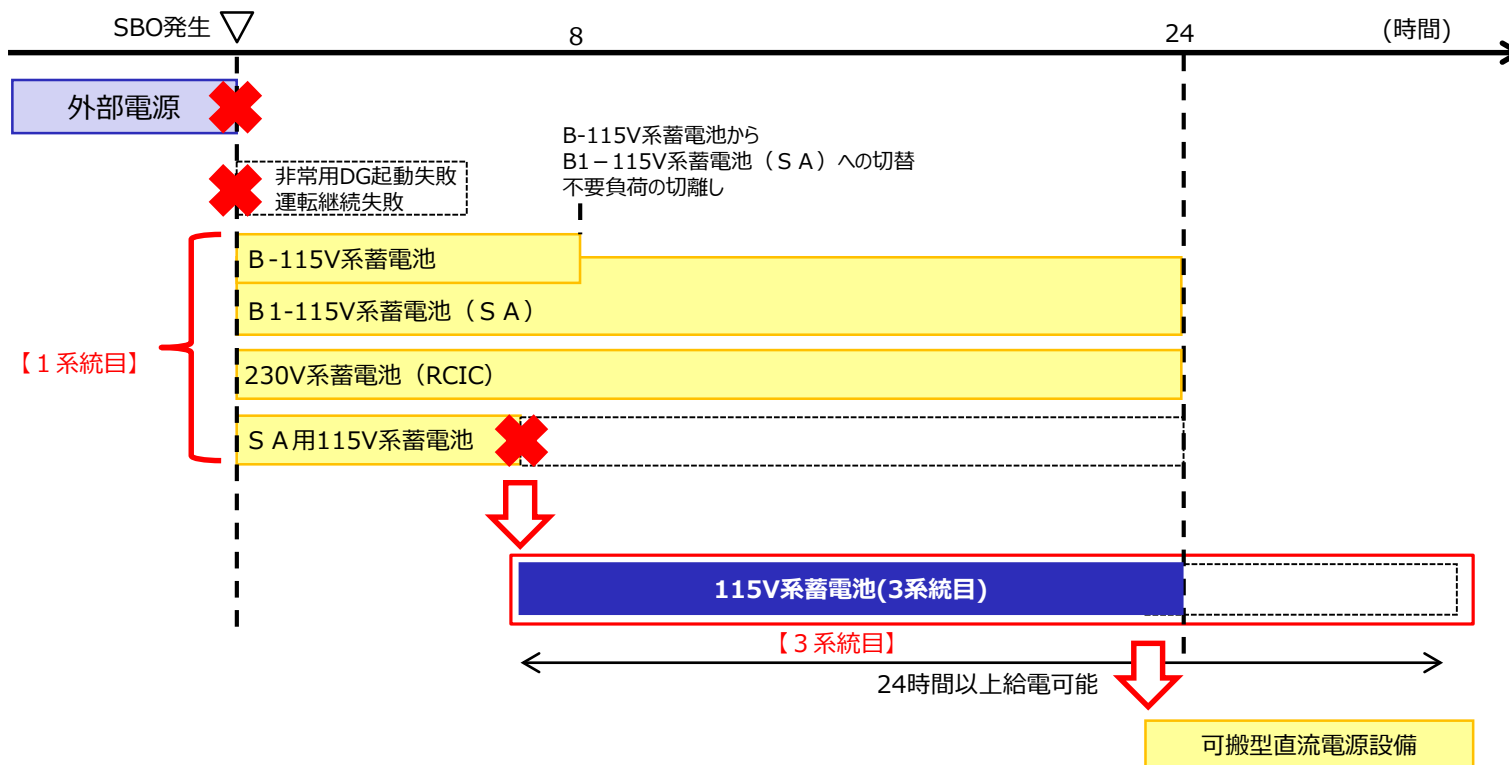 SBO発生
8
24
(時間)
外部電源
非常用DG起動失敗
運転継続失敗
B-115V系蓄電池から
B1－115V系蓄電池（ＳＡ）への切替
不要負荷の切離し
B-115V系蓄電池
B1-115V系蓄電池（ＳＡ）
【１系統目】
230V系蓄電池（RCIC）
ＳＡ用115V系蓄電池
115V系蓄電池(3系統目)
【３系統目】
24時間以上給電可能
可搬型直流電源設備